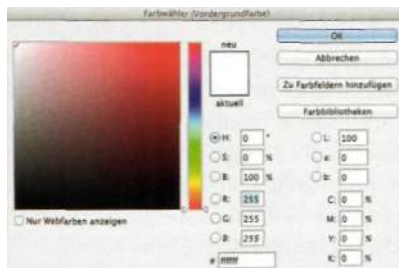 Farbwähler (Vordergrundfarbe)
neu
aktuell
OK
Abbrechen
Zu Farbfeldern hinzufügen
Farbbibliotheken
H: 0 °
S: 0 %
B: 100 %
R: 255
G: 255
B: 255
# ffffff
L: 100
a: 0
b: 0
C: 0 %
M: 0 %
Y: 0 %
K: 0 %
Nur Webfarben anzeigen